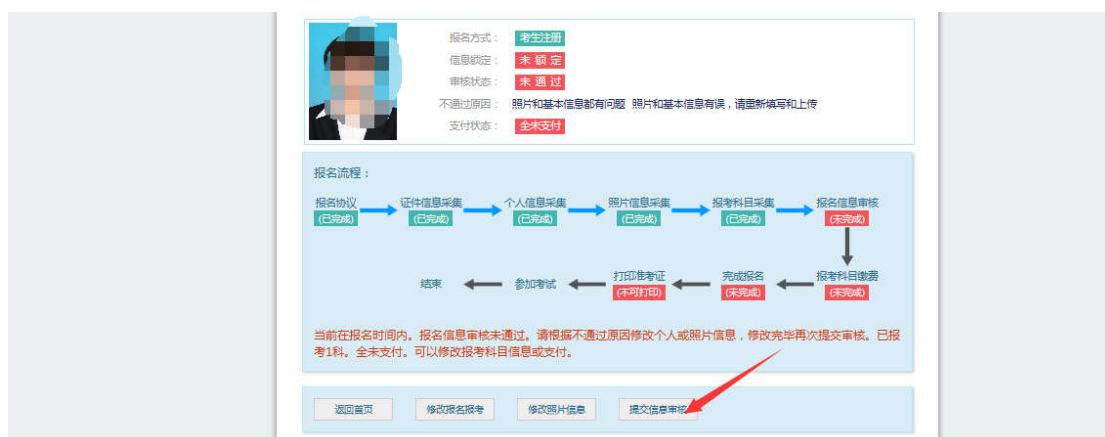 报名方式： 考生注册
信息锁定： 未 锁 定
审核状态： 未 通 过
不通过原因： 照片和基本信息都有问题 照片和基本信息有误，请重新填写和上传
支付状态： 全未支付
报名流程：
报名协议 证件信息采集 个人信息采集 照片信息采集 报考科目采集 报名信息审核
(已完成) (已完成) (已完成) (已完成) (已完成) (未完成)
结束 参加考试 打印准考证 完成报名 报考科目缴费
(不可打印) (未完成) (未完成)
当前在报名时间内。报名信息审核未通过。请根据不通过原因修改个人或照片信息，修改完毕再次提交审核。已报
考1科。全未支付。可以修改报考科目信息或支付。
返回首页 修改报名报考 修改照片信息 提交信息审核